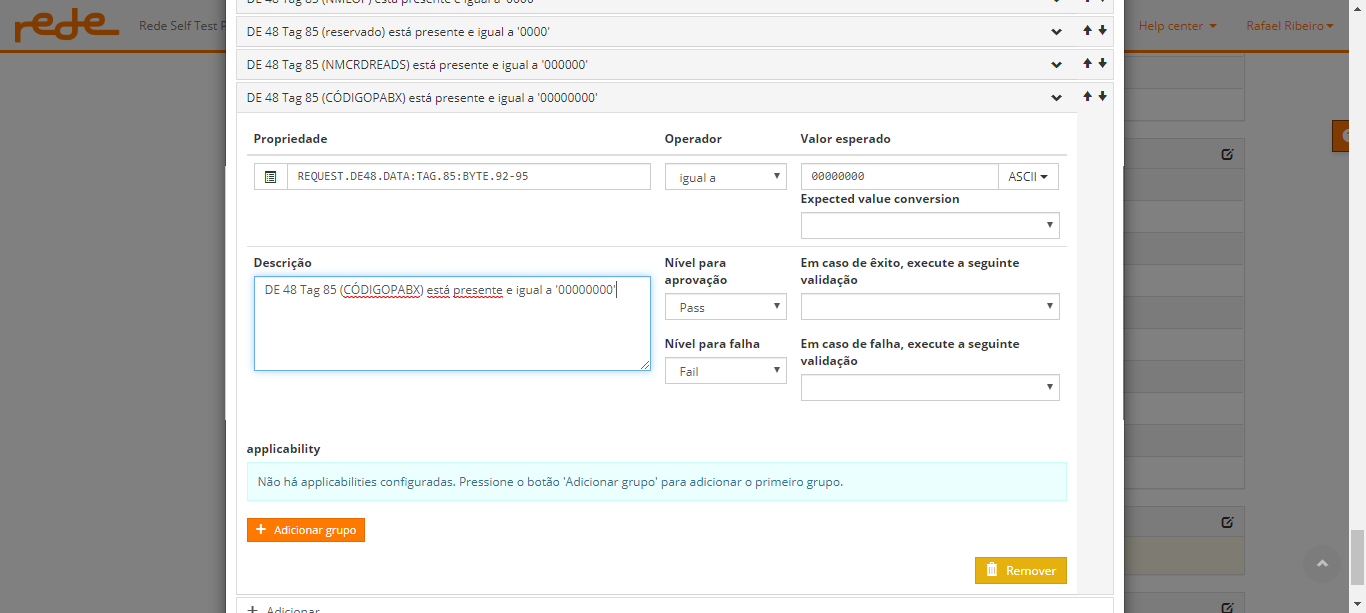 DE 48 Tag 85 (NMEOF) está presente e igual a '0000'
rede
Rede Self Test
Help center
Rafael Ribeiro
DE 48 Tag 85 (reservado) está presente e igual a '0000'
DE 48 Tag 85 (NMCRDREADS) está presente e igual a '000000'
DE 48 Tag 85 (CÓDIGOPABX) está presente e igual a '00000000'
Propriedade
Operador
Valor esperado
REQUEST.DE48.DATA:TAG.85:BYTE.92-95
igual a
00000000
ASCII
Expected value conversion
Descrição
Nível para aprovação
Em caso de êxito, execute a seguinte validação
DE 48 Tag 85 (CÓDIGOPABX) está presente e igual a '00000000'
Pass
Nível para falha
Em caso de falha, execute a seguinte validação
Fail
applicability
Não há applicabilities configuradas. Pressione o botão 'Adicionar grupo' para adicionar o primeiro grupo.
+ Adicionar grupo
Remover
+ Adicionar